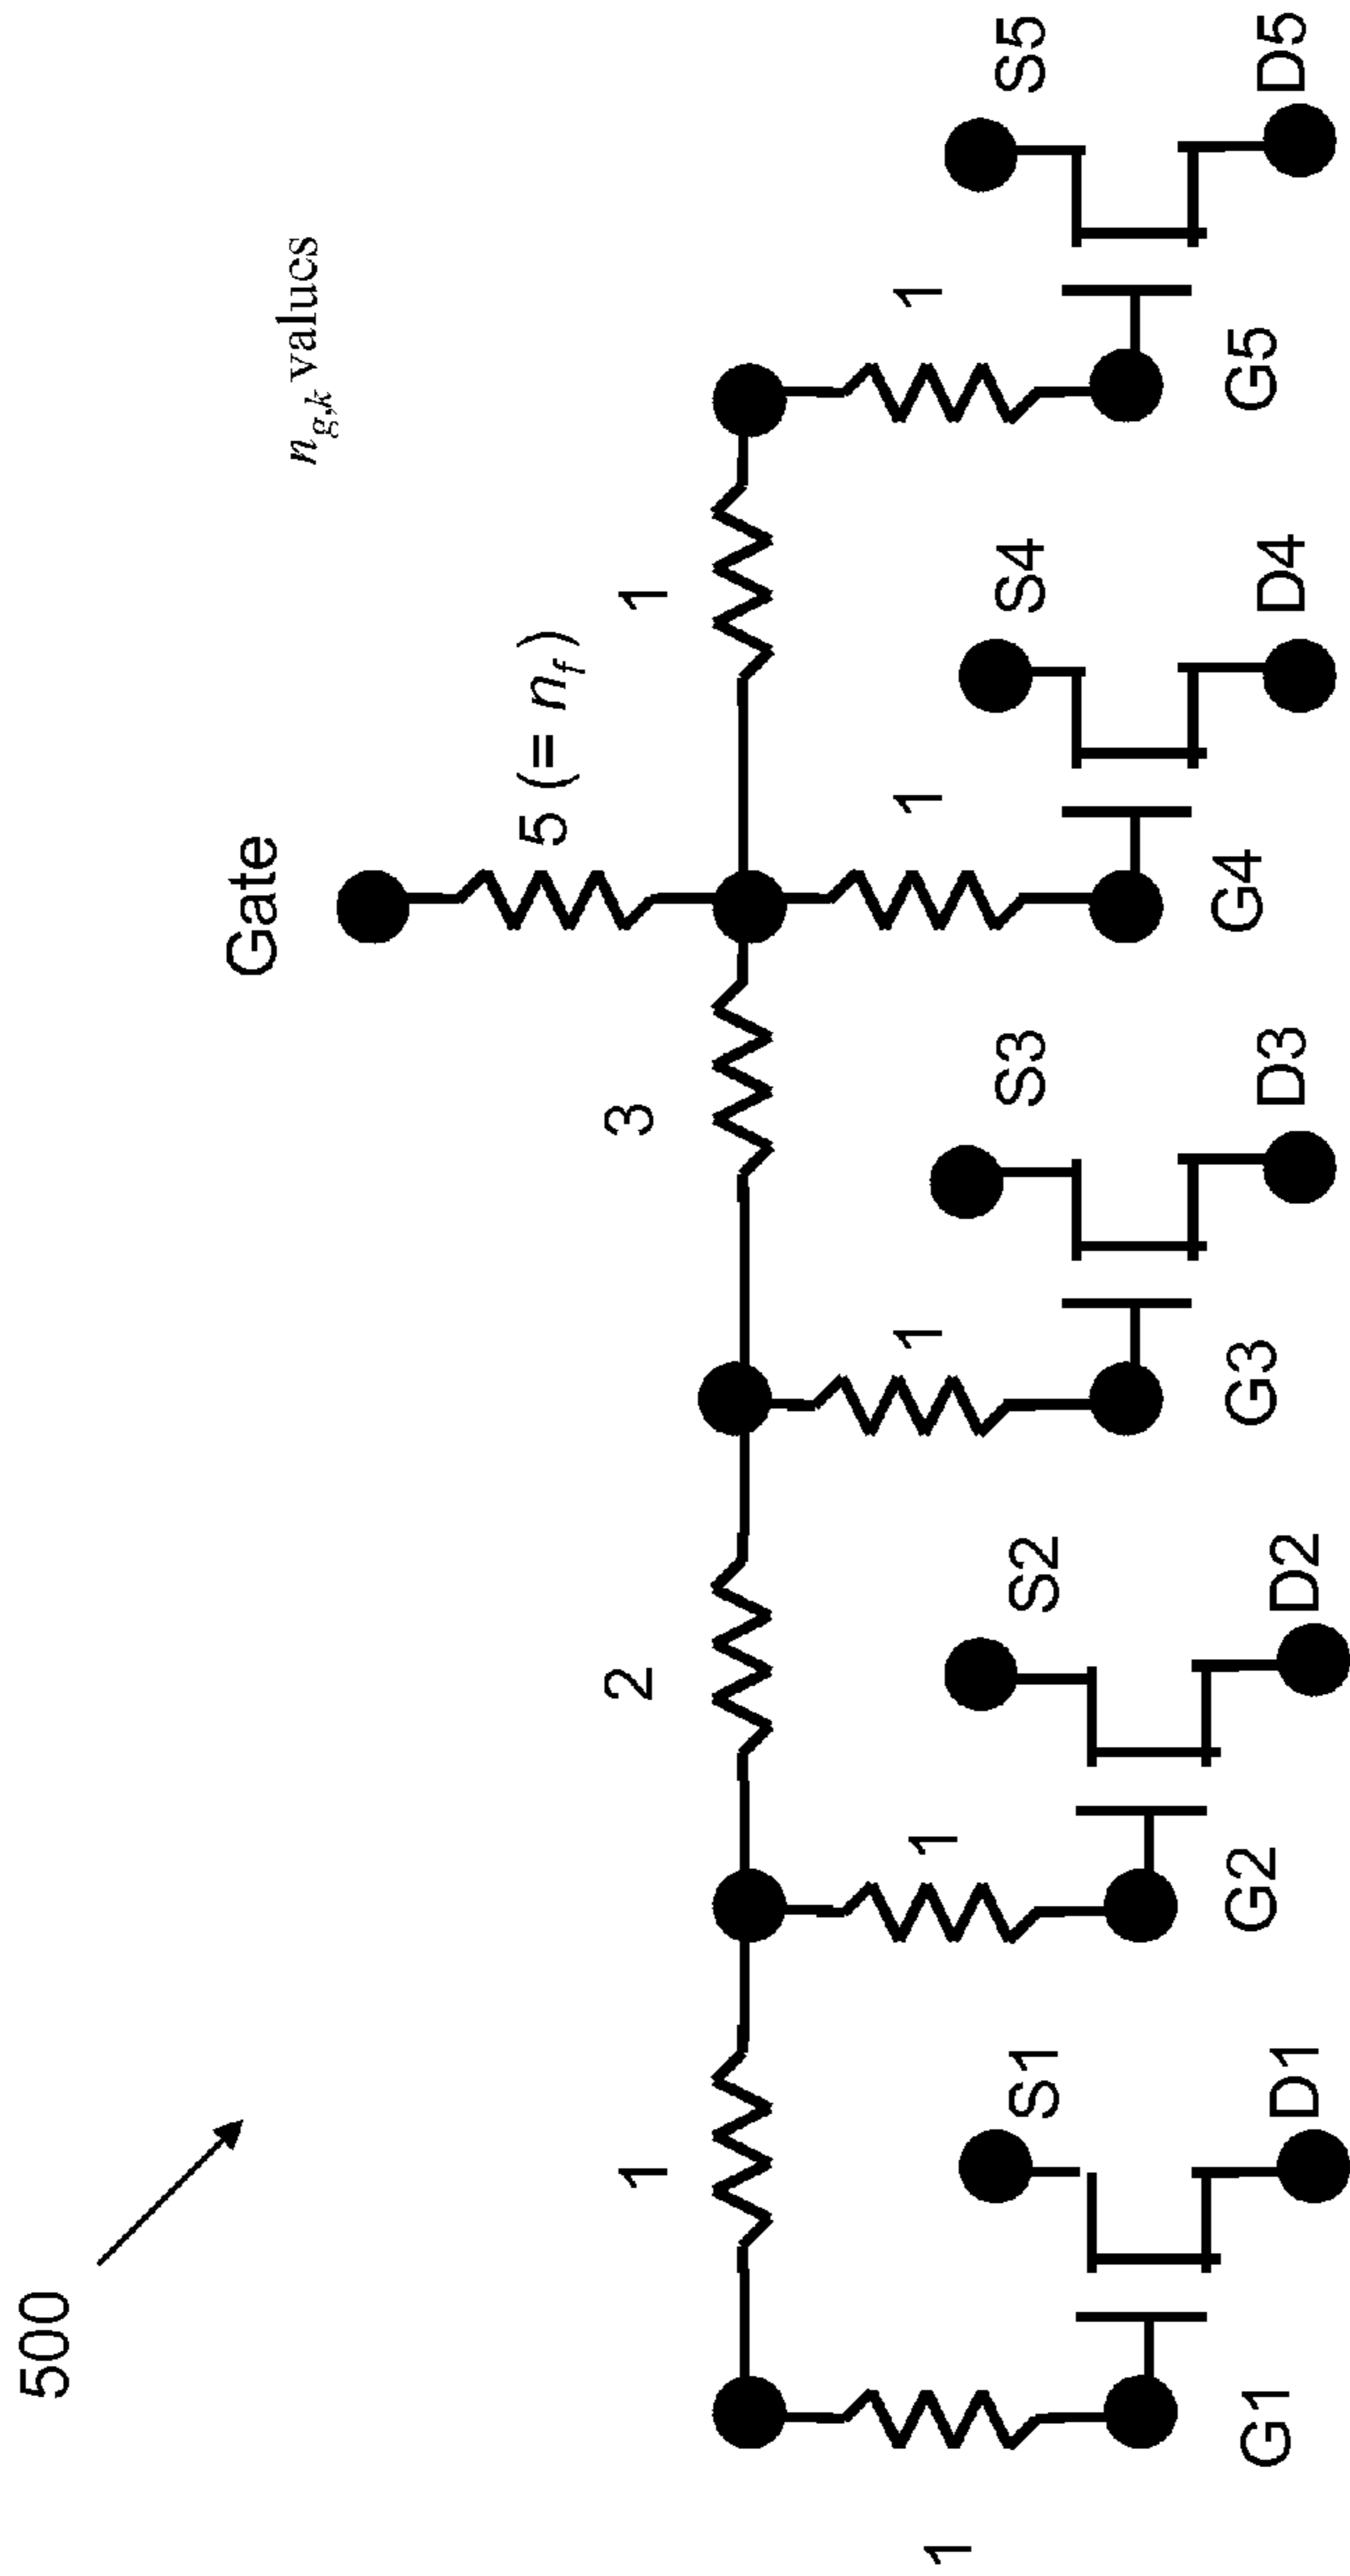 500
n_g,k values
Gate
5 (= n_f)
1
2
3
1
1
1
1
1
1
S1
S2
S3
S4
S5
G1
G2
G3
G4
G5
D1
D2
D3
D4
D5